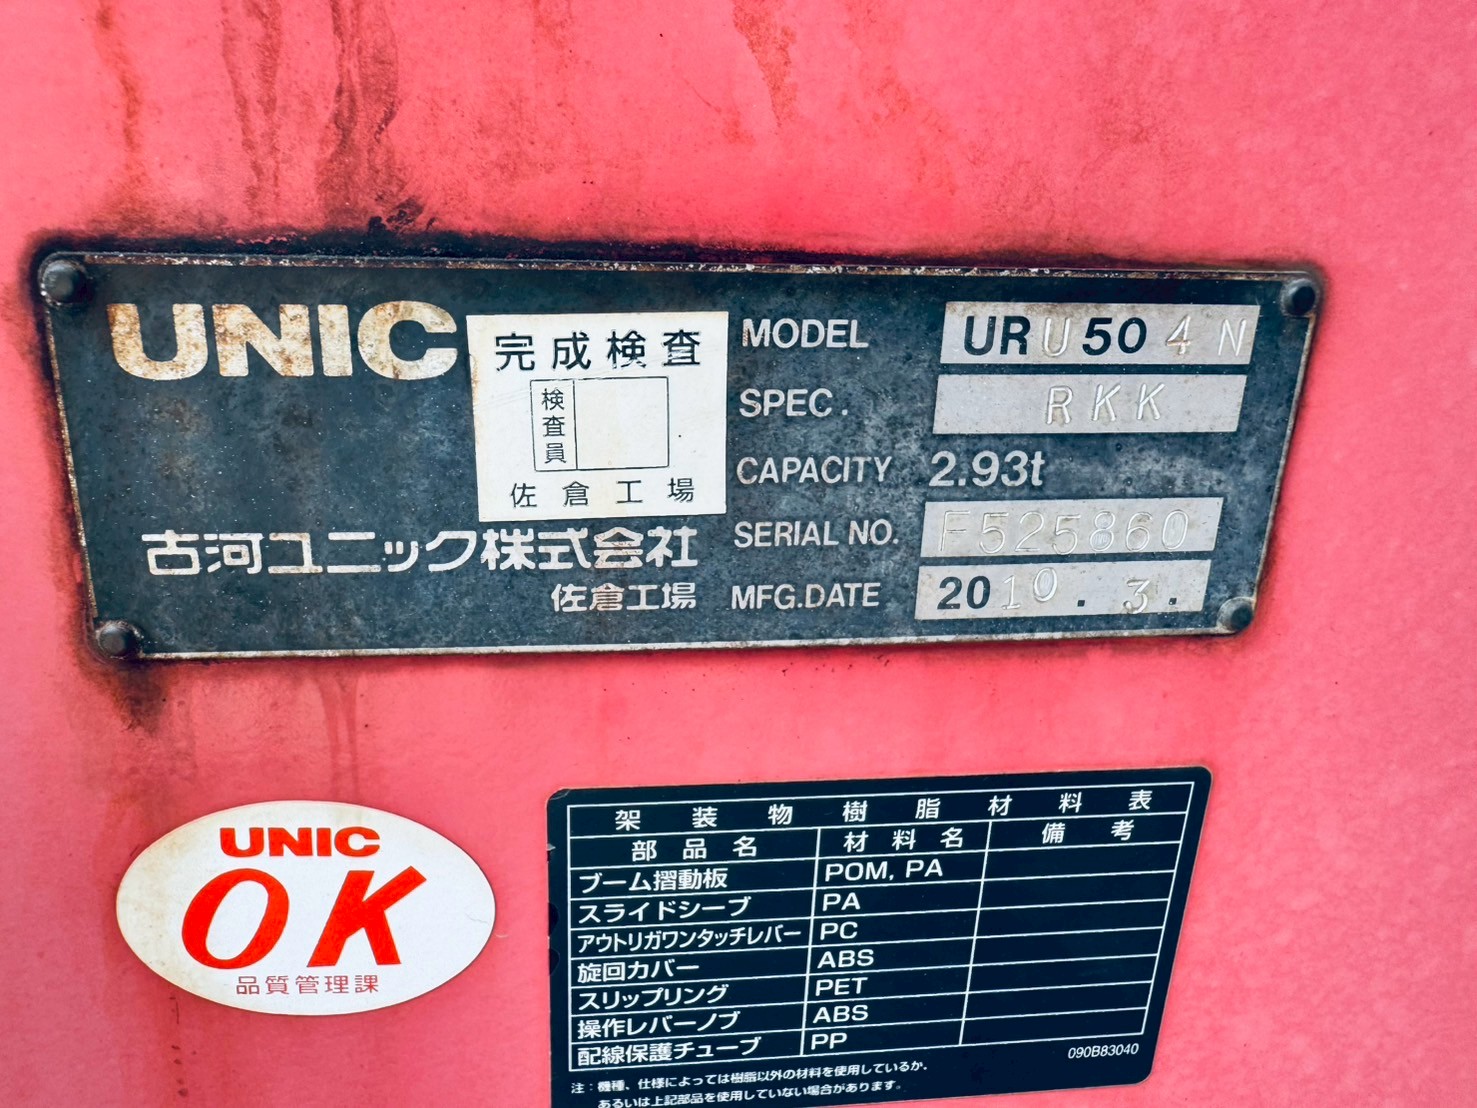 UNIC
完成検査
検査員
佐倉工場
古河ユニック株式会社
佐倉工場
MODEL URU504N
SPEC. RKK
CAPACITY 2.93t
SERIAL NO. F525860
MFG.DATE 2010.3.
UNIC
OK
品質管理課
架装物樹脂材料表
部品名 材料名 備考
ブーム摺動板 POM, PA
スライドシーブ PA
アウトリガワンタッチレバー PC
旋回カバー ABS
スリップリング PET
操作レバーノブ ABS
配線保護チューブ PP
090B83040
注：機種、仕様によっては樹脂以外の材料を使用しているか、
あるいは上記部品を使用していない場合があります。